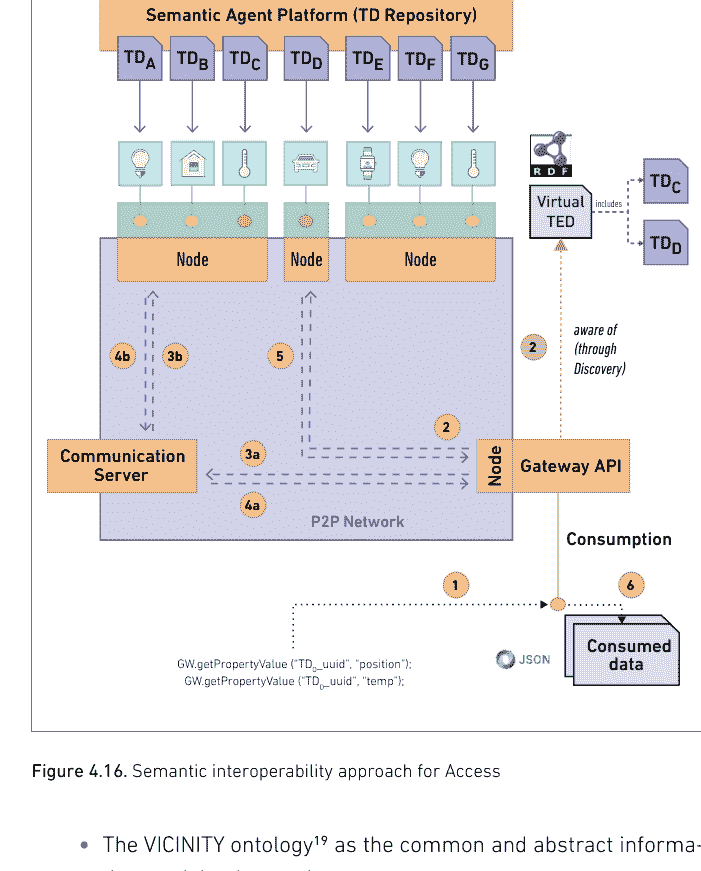 Semantic Agent Platform (TD Repository)
TDA TDB TDC TDD TDE TDF TDG
RDF
Virtual
TED
includes
TDC
TDD
Node Node Node
4b 3b 5 2
aware of
(through
Discovery)
2
3a
Communication
Server
Node
Gateway API
4a
P2P Network
Consumption
1 6
GW.getPropertyValue ("TDD_uuid", "position");
GW.getPropertyValue ("TDD_uuid", "temp");
JSON
Consumed
data
Figure 4.16. Semantic interoperability approach for Access
• The VICINITY ontology¹⁹ as the common and abstract informa-